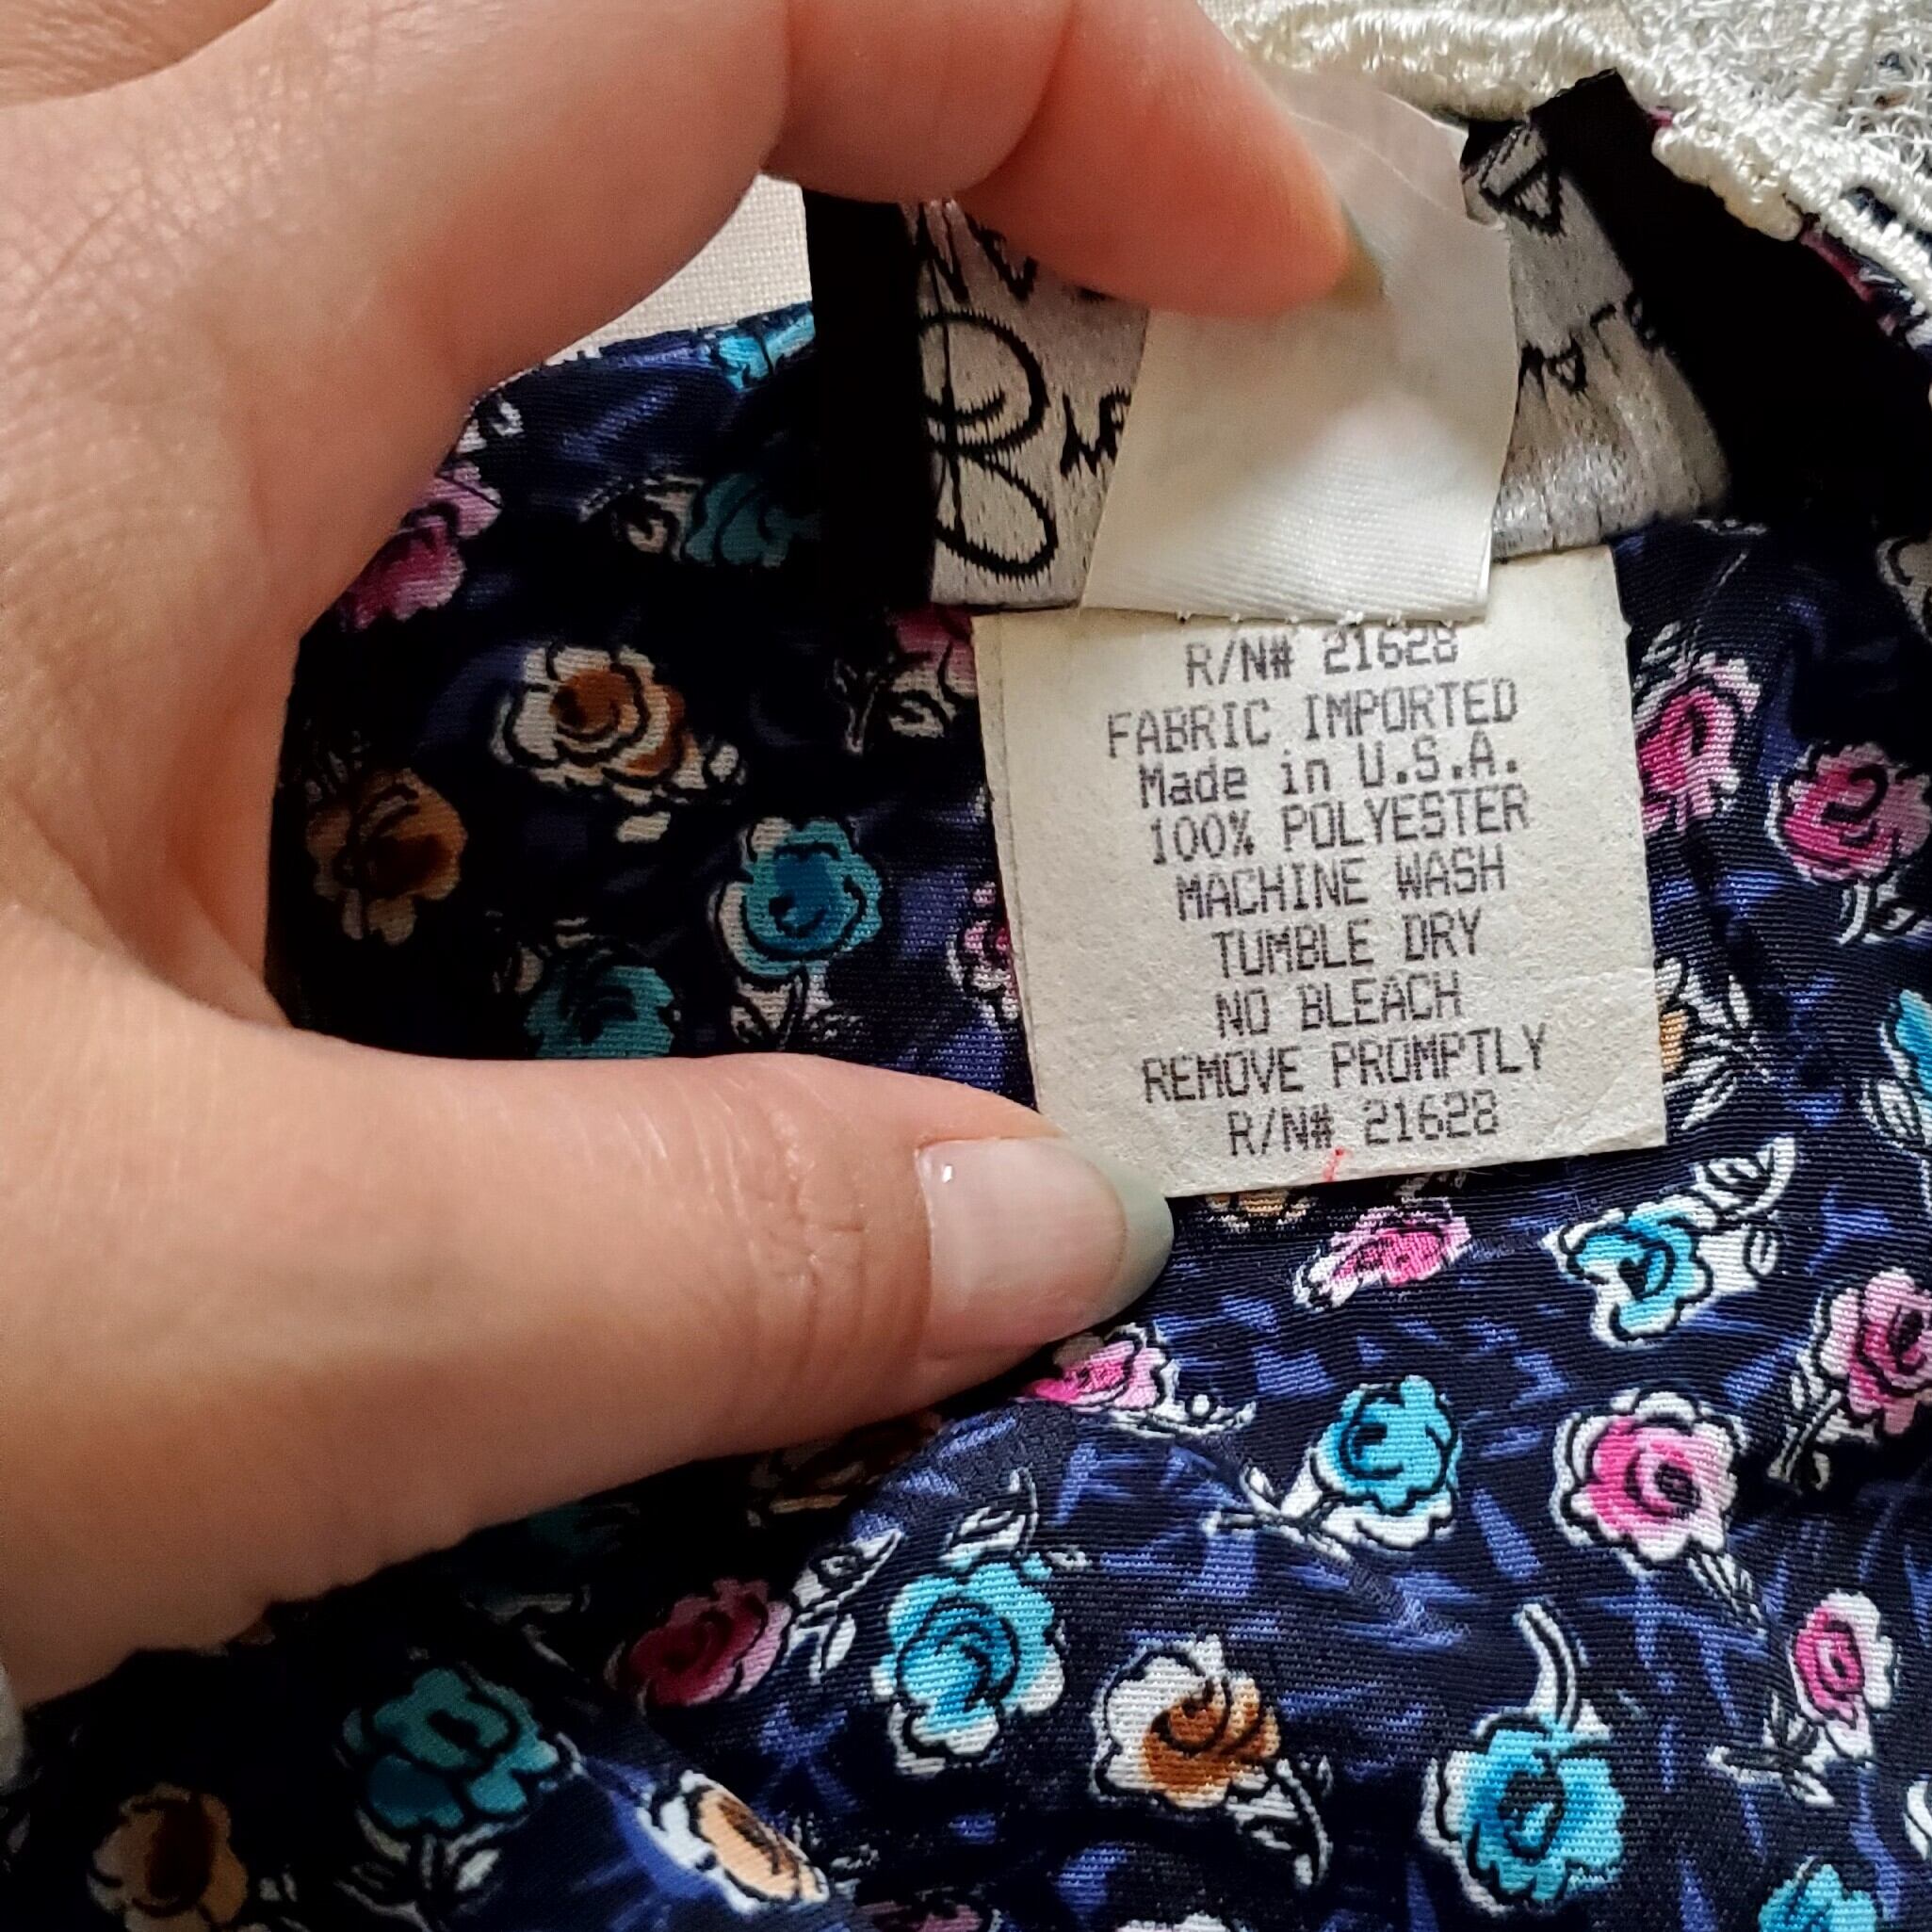 R/N# 21628
FABRIC IMPORTED
Made in U.S.A.
100% POLYESTER
MACHINE WASH
TUMBLE DRY
NO BLEACH
REMOVE PROMPTLY
R/N# 21628